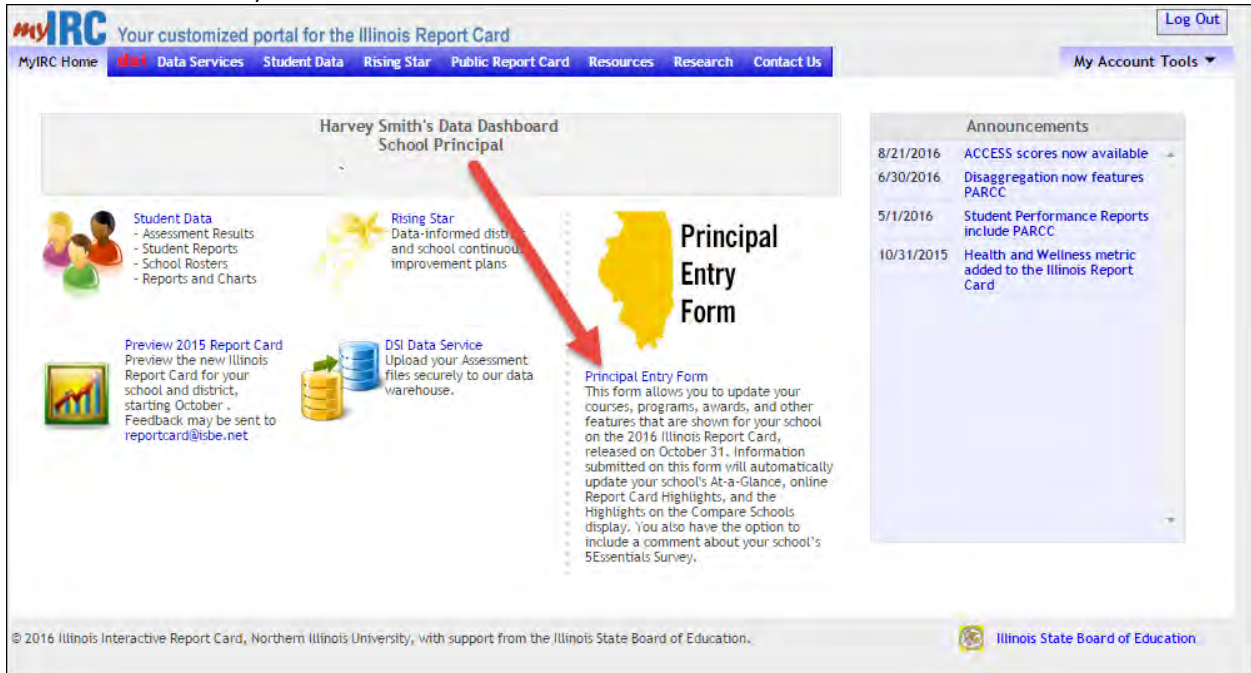 Log Out
myIRC Your customized portal for the Illinois Report Card
MyIRC Home dsi Data Services Student Data Rising Star Public Report Card Resources Research Contact Us My Account Tools
Harvey Smith's Data Dashboard
School Principal
Student Data
- Assessment Results
- Student Reports
- School Rosters
- Reports and Charts
Rising Star
Data-informed district
and school continuous
improvement plans
Principal
Entry
Form
Preview 2015 Report Card
Preview the new Illinois
Report Card for your
school and district,
starting October .
Feedback may be sent to
reportcard@isbe.net
DSI Data Service
Upload your Assessment
files securely to our data
warehouse.
Principal Entry Form
This form allows you to update your
courses, programs, awards, and other
features that are shown for your school
on the 2016 Illinois Report Card,
released on October 31. Information
submitted on this form will automatically
update your school's At-a-Glance, online
Report Card Highlights, and the
Highlights on the Compare Schools
display. You also have the option to
include a comment about your school's
5Essentials Survey.
Announcements
8/21/2016 ACCESS scores now available
6/30/2016 Disaggregation now features
PARCC
5/1/2016 Student Performance Reports
include PARCC
10/31/2015 Health and Wellness metric
added to the Illinois Report
Card
© 2016 Illinois Interactive Report Card, Northern Illinois University, with support from the Illinois State Board of Education.
Illinois State Board of Education